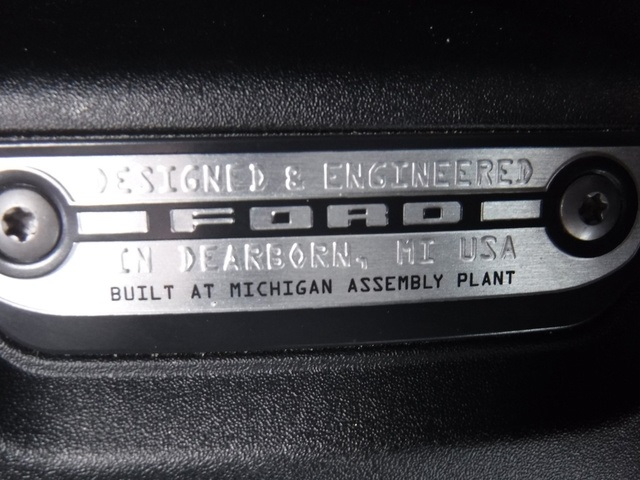 DESIGNED & ENGINEERED
FORD
IN DEARBORN, MI USA
BUILT AT MICHIGAN ASSEMBLY PLANT